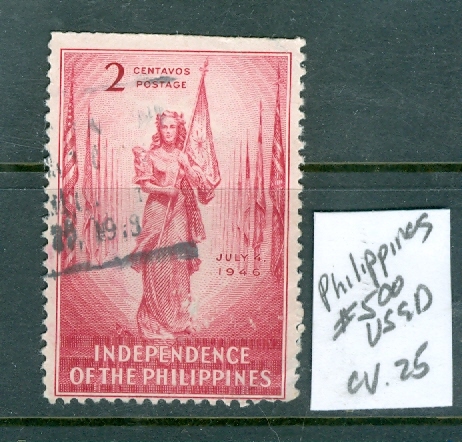 2 CENTAVOS
POSTAGE
JULY 4,
1946
INDEPENDENCE
OF THE PHILIPPINES
Philippines
#500
USED
CV .25